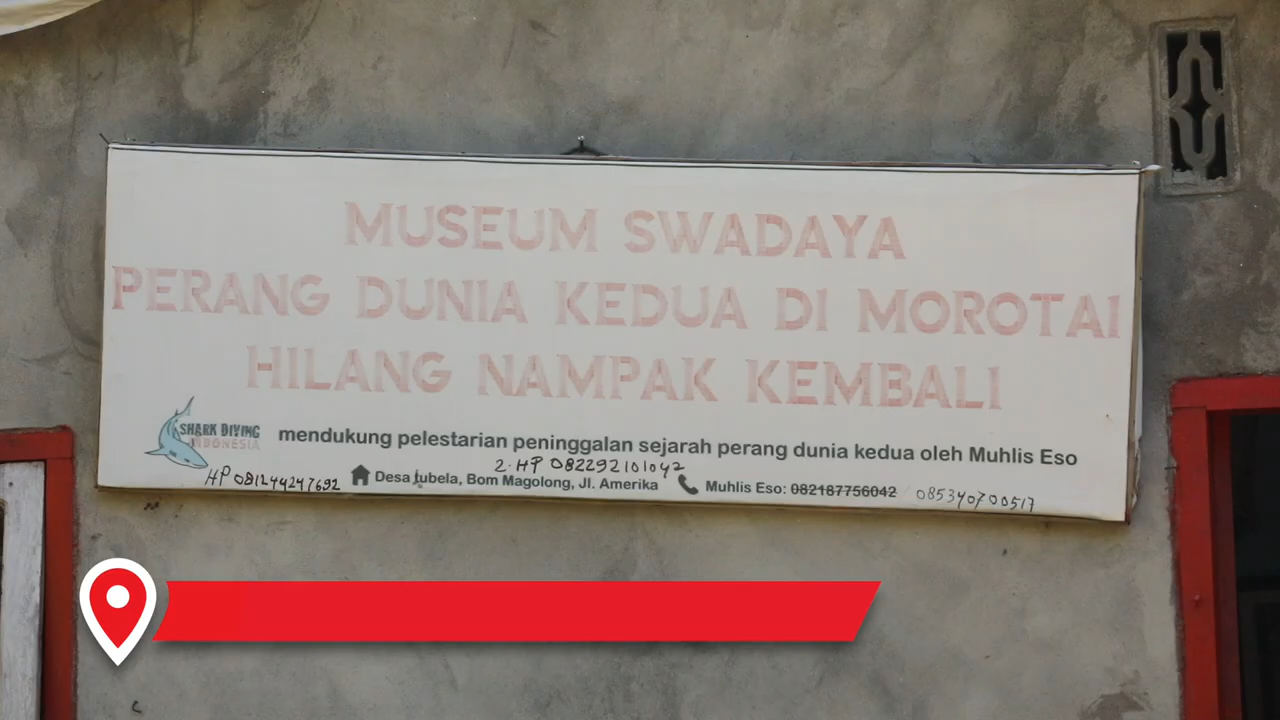 MUSEUM SWADAYA
PERANG DUNIA KEDUA DI MOROTAI
HILANG NAMPAK KEMBALI
SHARK DIVING
INDONESIA
mendukung pelestarian peninggalan sejarah perang dunia kedua oleh Muhlis Eso
2. HP 082292101042
HP 081244247692
Desa Jubela, Bom Magolong, Jl. Amerika
Muhlis Eso: 082187756042 085340700517